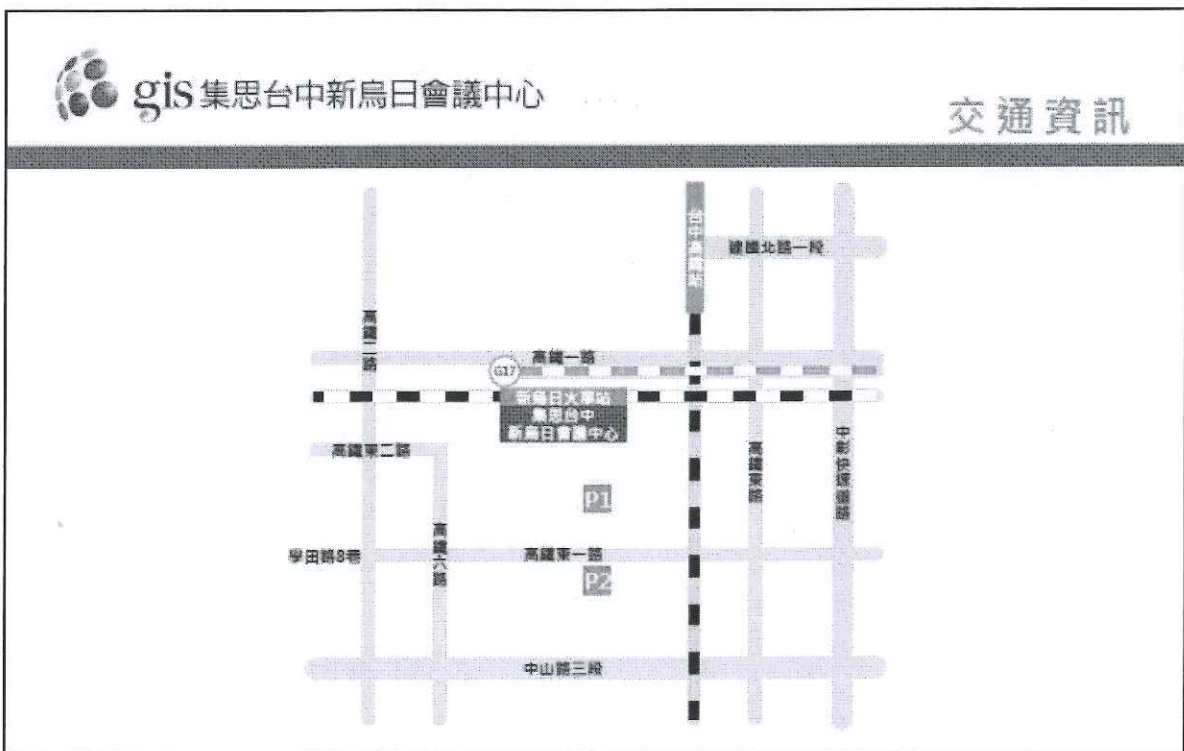 gis 集思台中新烏日會議中心
交通資訊
台中高鐵站
建國北路一段
高鐵二路
高鐵一路
G17
新烏日火車站
集思台中
新烏日會議中心
高鐵東二路
高鐵東路
中彰快速道路
P1
高鐵六路
學田路8巷
高鐵東一路
P2
中山路三段